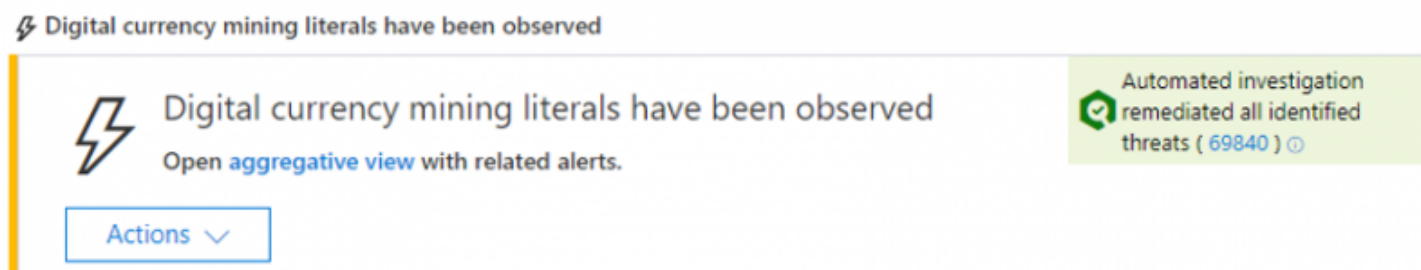 Digital currency mining literals have been observed
Digital currency mining literals have been observed
Open aggregative view with related alerts.
Actions
Automated investigation
remediated all identified
threats ( 69840 )